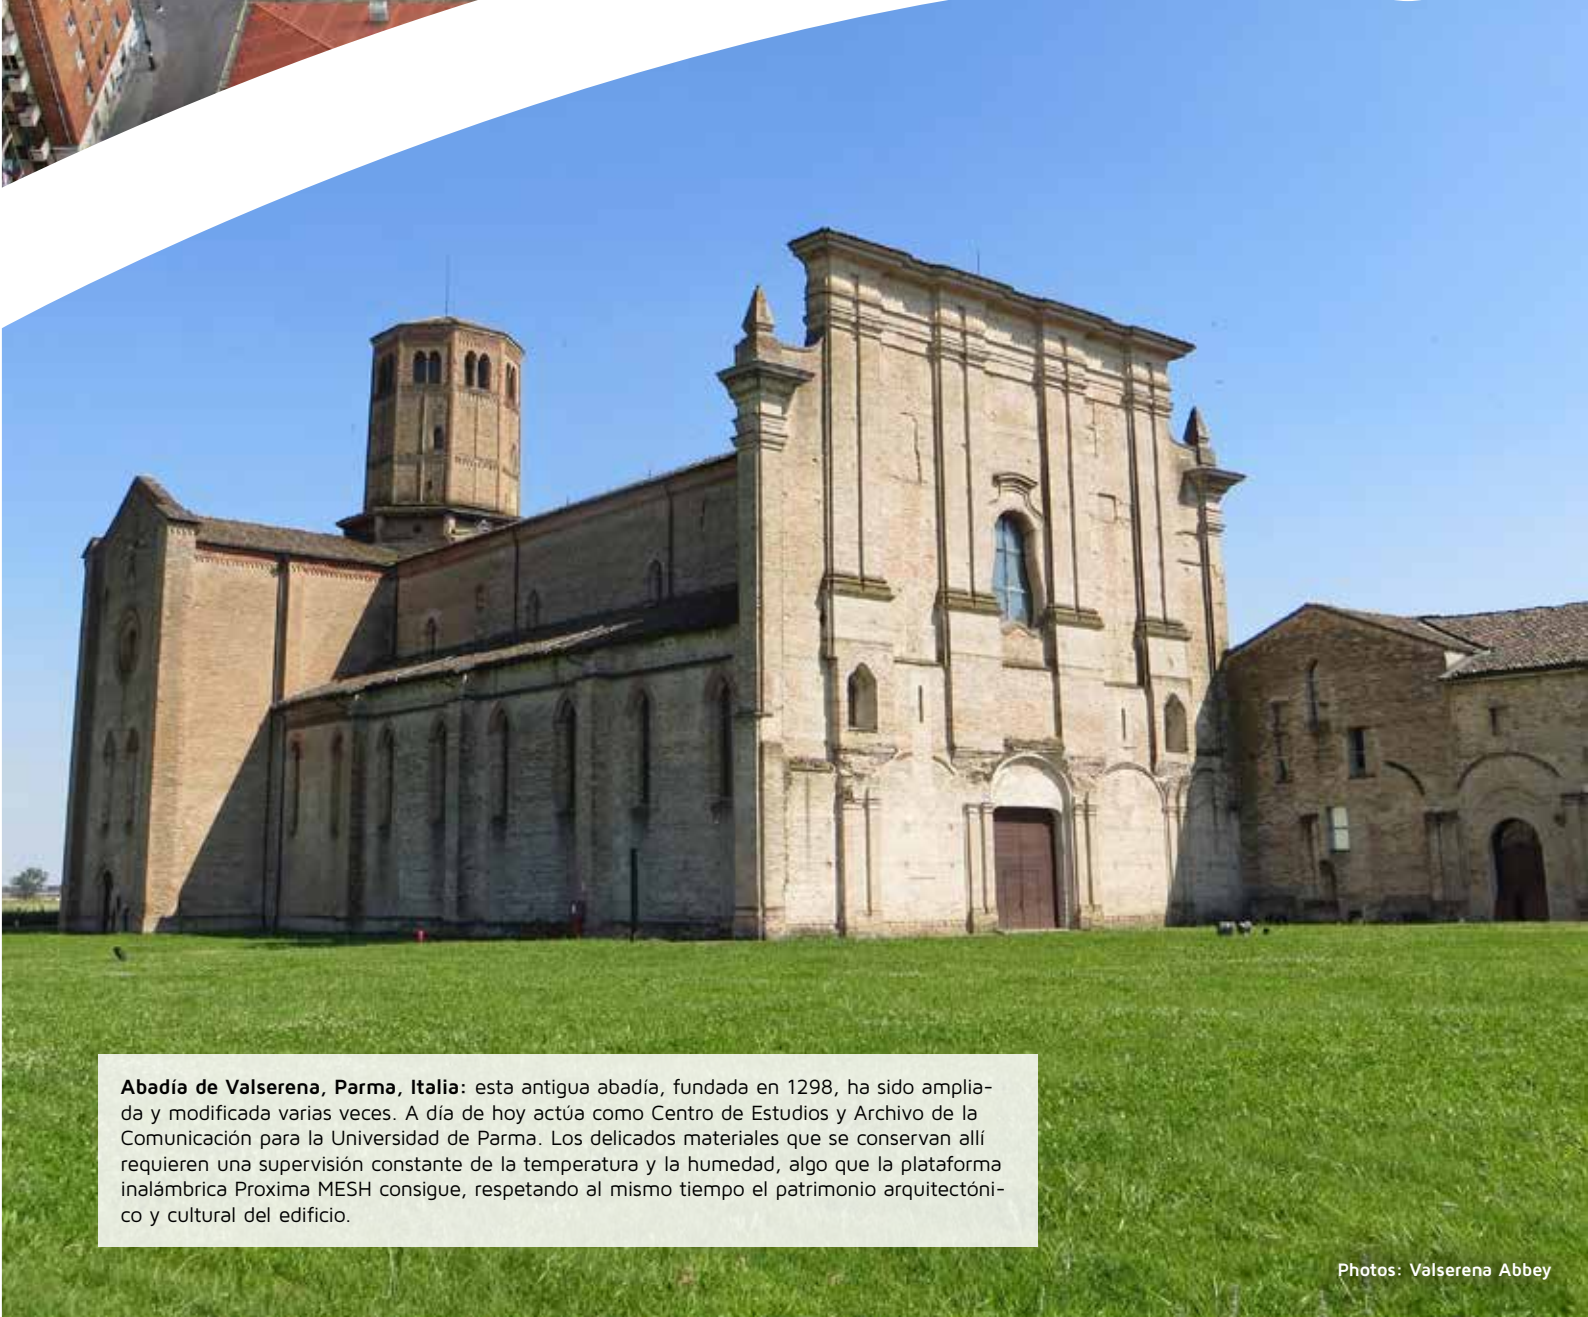 Abadía de Valserena, Parma, Italia: esta antigua abadía, fundada en 1298, ha sido amplia-
da y modificada varias veces. A día de hoy actúa como Centro de Estudios y Archivo de la
Comunicación para la Universidad de Parma. Los delicados materiales que se conservan allí
requieren una supervisión constante de la temperatura y la humedad, algo que la plataforma
inalámbrica Proxima MESH consigue, respetando al mismo tiempo el patrimonio arquitectóni-
co y cultural del edificio.
Photos: Valserena Abbey